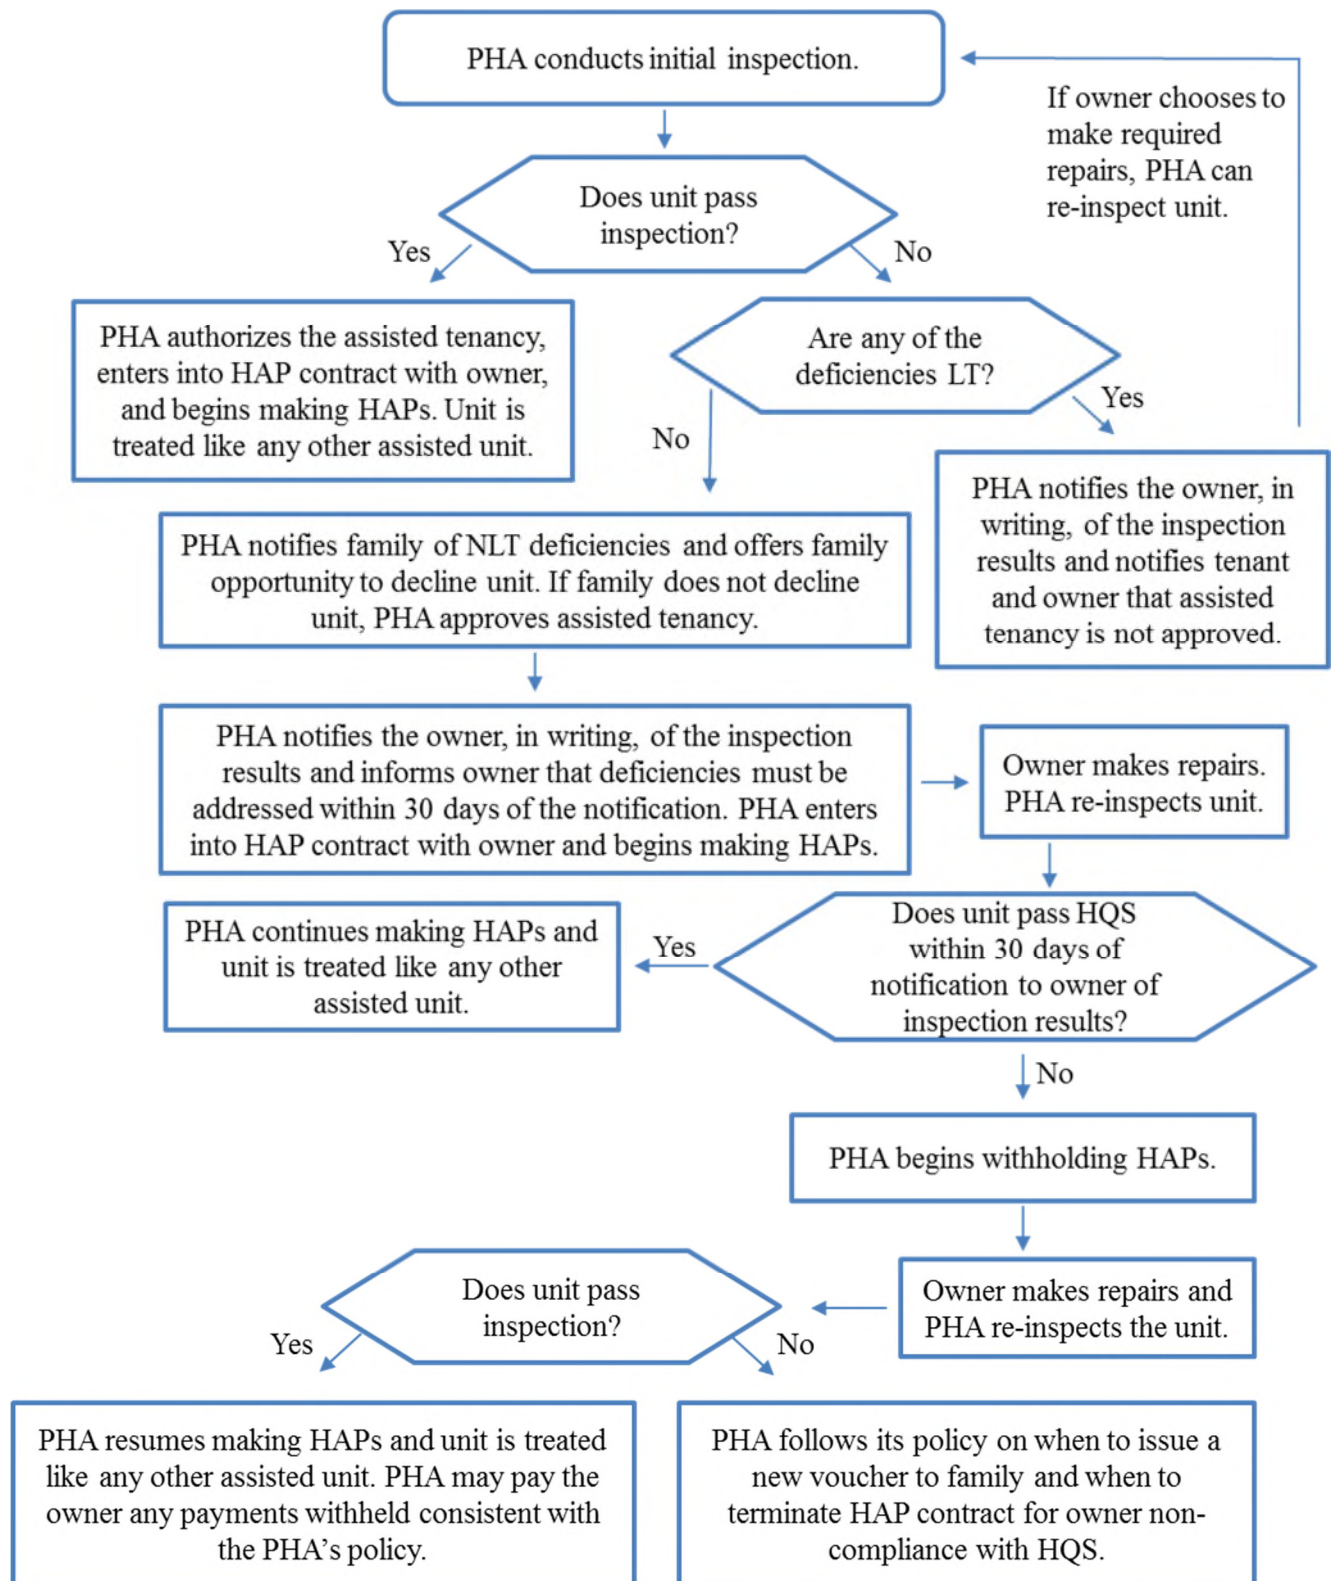 PHA conducts initial inspection.
If owner chooses to
make required
repairs, PHA can
re-inspect unit.
Does unit pass
inspection?
Yes
No
PHA authorizes the assisted tenancy,
enters into HAP contract with owner,
and begins making HAPs. Unit is
treated like any other assisted unit.
Are any of the
deficiencies LT?
No
Yes
PHA notifies the owner, in
writing, of the inspection
results and notifies tenant
and owner that assisted
tenancy is not approved.
PHA notifies family of NLT deficiencies and offers family
opportunity to decline unit. If family does not decline
unit, PHA approves assisted tenancy.
PHA notifies the owner, in writing, of the inspection
results and informs owner that deficiencies must be
addressed within 30 days of the notification. PHA enters
into HAP contract with owner and begins making HAPs.
Owner makes repairs.
PHA re-inspects unit.
Does unit pass HQS
within 30 days of
notification to owner of
inspection results?
Yes
PHA continues making HAPs and
unit is treated like any other
assisted unit.
No
PHA begins withholding HAPs.
Owner makes repairs and
PHA re-inspects the unit.
Does unit pass
inspection?
Yes
No
PHA resumes making HAPs and unit is treated
like any other assisted unit. PHA may pay the
owner any payments withheld consistent with
the PHA’s policy.
PHA follows its policy on when to issue a
new voucher to family and when to
terminate HAP contract for owner non-
compliance with HQS.